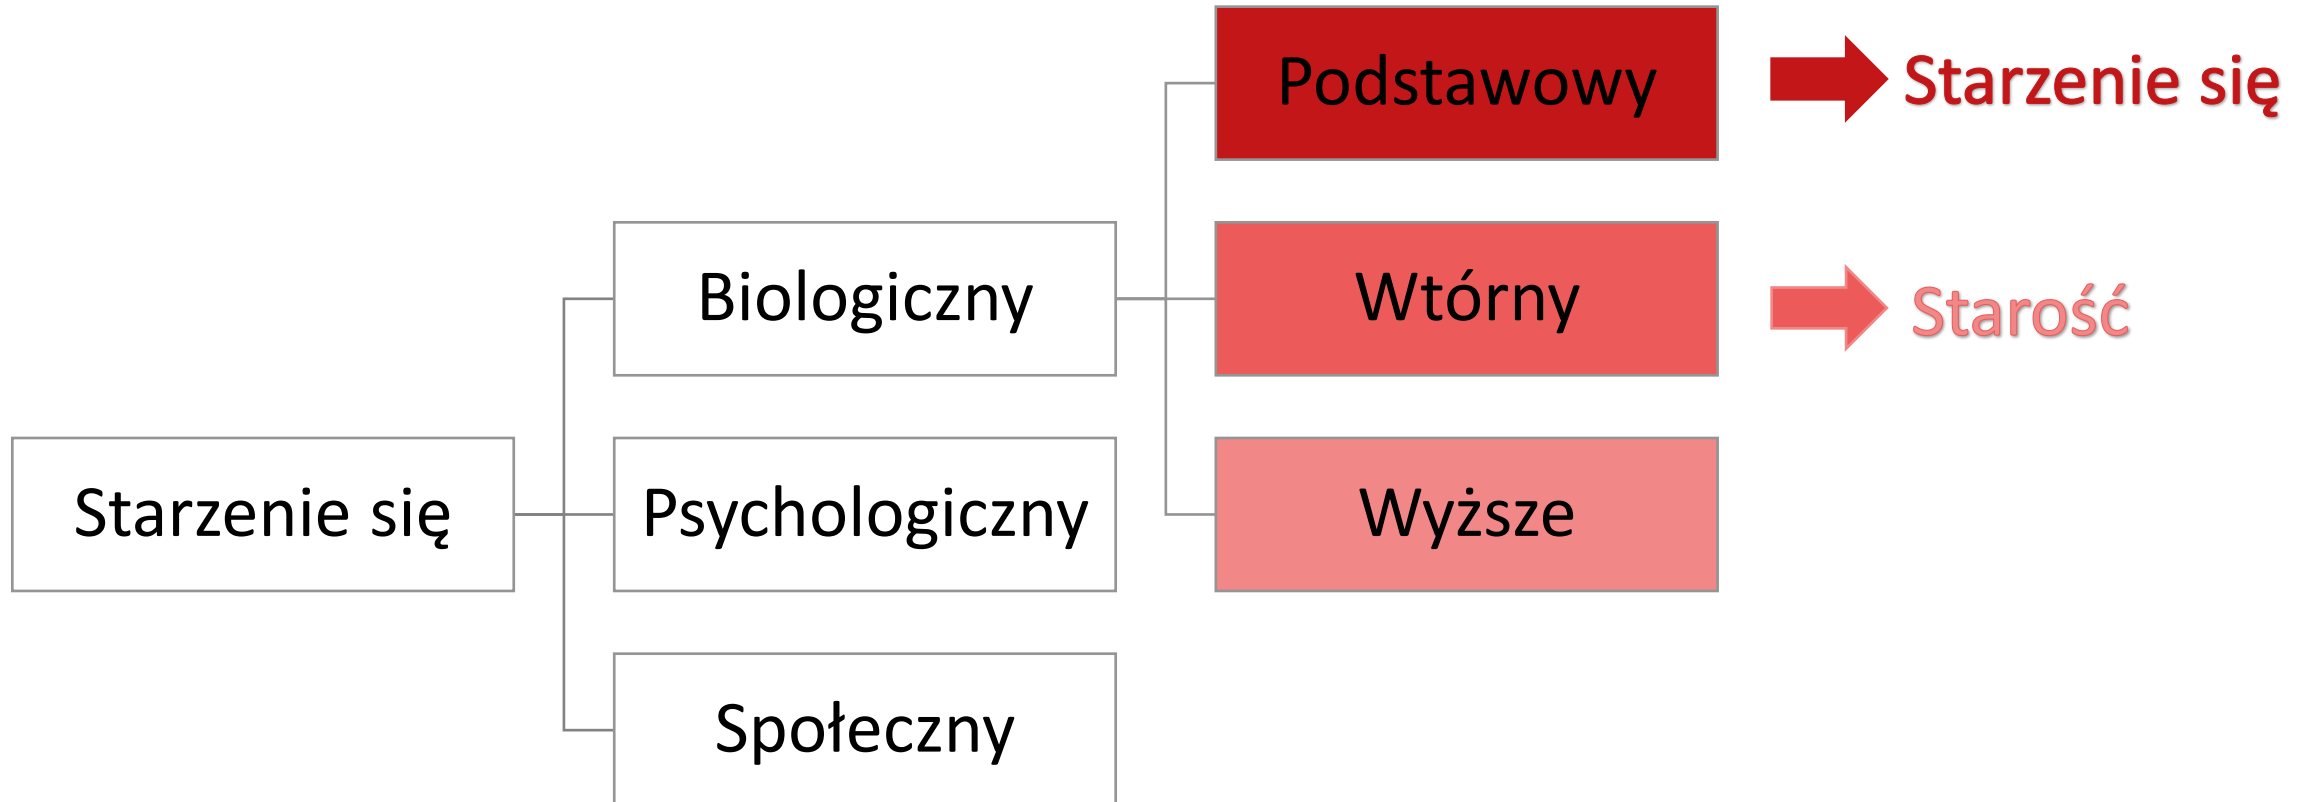 Podstawowy
Starzenie się
Biologiczny
Wtórny
Starość
Starzenie się
Psychologiczny
Wyższe
Społeczny